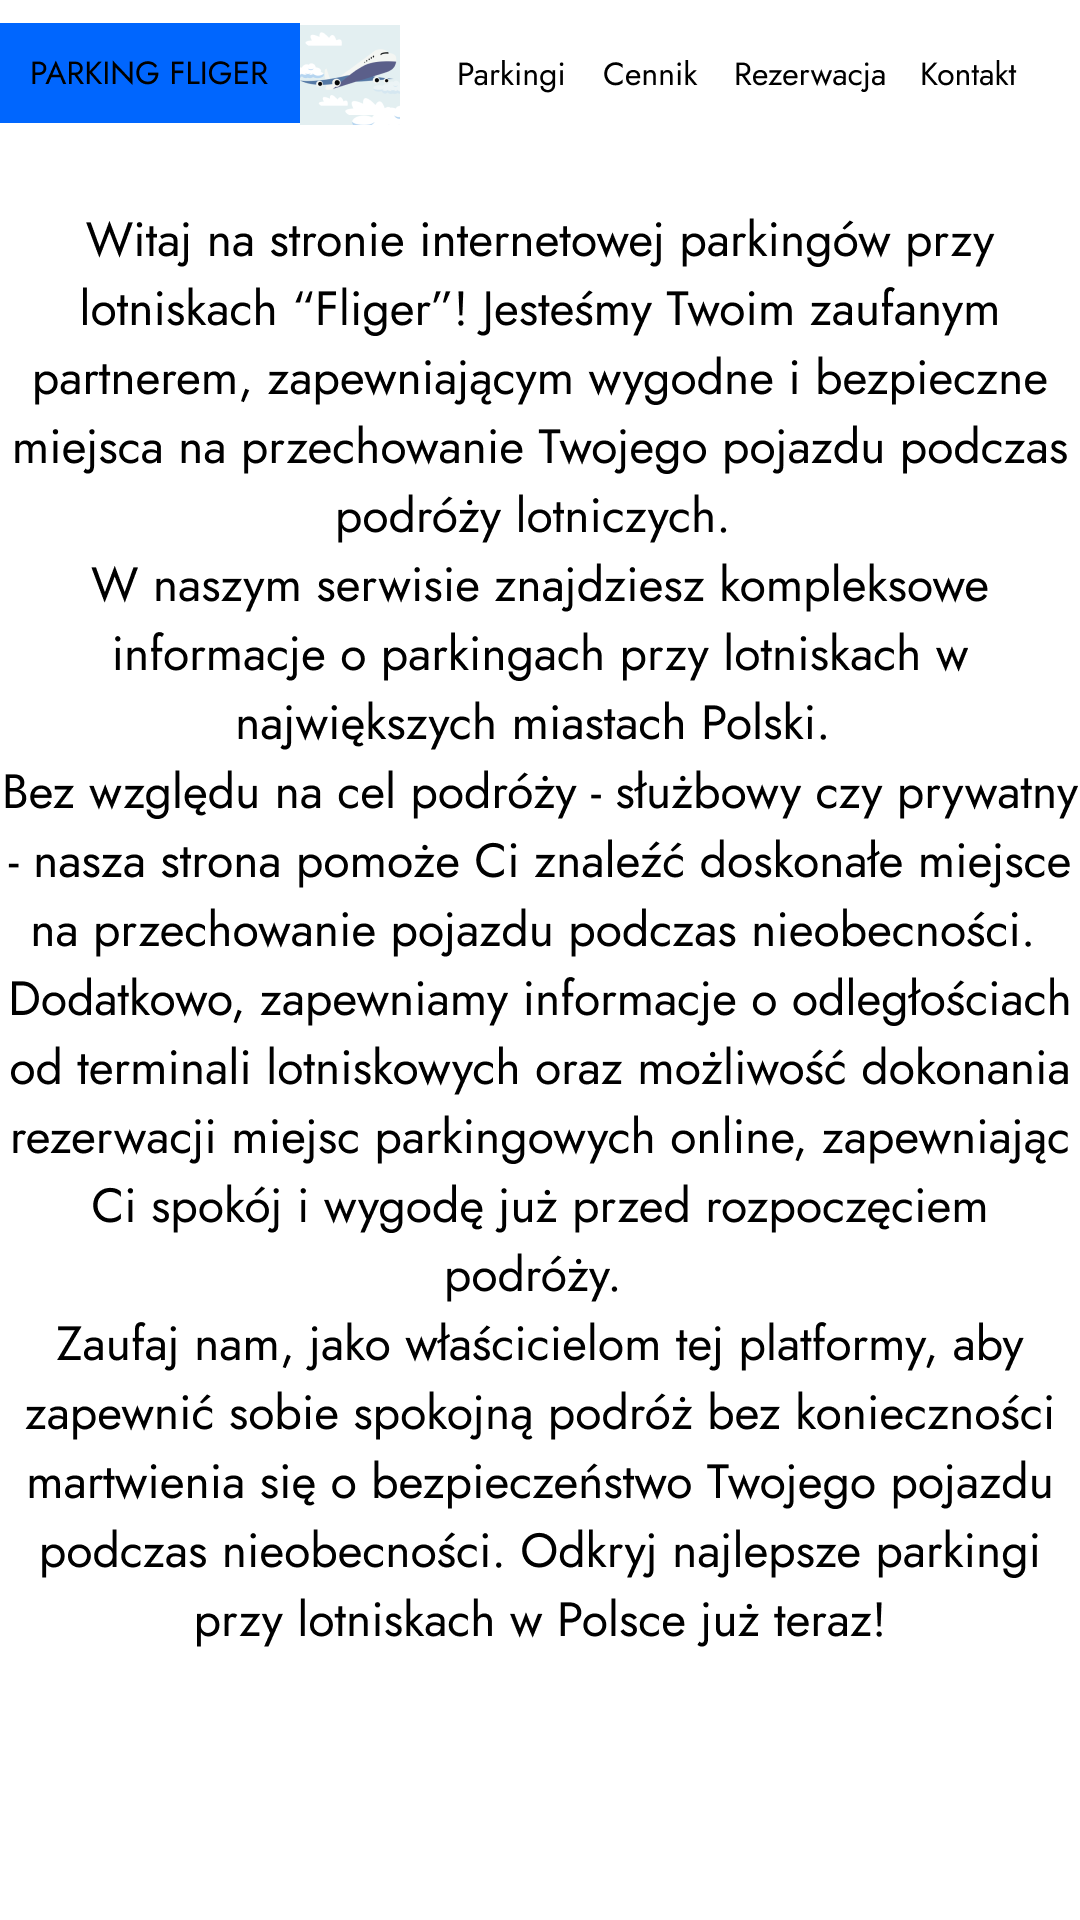 PARKING FLIGER
Parkingi
Cennik
Rezerwacja
Kontakt
Witaj na stronie internetowej parkingów przy
lotniskach “Fliger”! Jesteśmy Twoim zaufanym
partnerem, zapewniającym wygodne i bezpieczne
miejsca na przechowanie Twojego pojazdu podczas
podróży lotniczych.
W naszym serwisie znajdziesz kompleksowe
informacje o parkingach przy lotniskach w
największych miastach Polski.
Bez względu na cel podróży - służbowy czy prywatny
- nasza strona pomoże Ci znaleźć doskonałe miejsce
na przechowanie pojazdu podczas nieobecności.
Dodatkowo, zapewniamy informacje o odległościach
od terminali lotniskowych oraz możliwość dokonania
rezerwacji miejsc parkingowych online, zapewniając
Ci spokój i wygodę już przed rozpoczęciem
podróży.
Zaufaj nam, jako właścicielom tej platformy, aby
zapewnić sobie spokojną podróż bez konieczności
martwienia się o bezpieczeństwo Twojego pojazdu
podczas nieobecności. Odkryj najlepsze parkingi
przy lotniskach w Polsce już teraz!